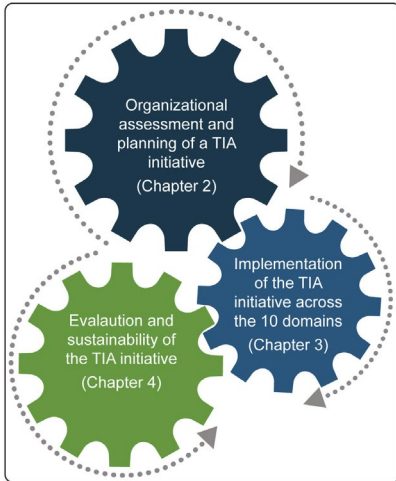 Organizational
assessment and
planning of a TIA
initiative
(Chapter 2)
Implementation
of the TIA
initiative across
the 10 domains
(Chapter 3)
Evalaution and
sustainability of
the TIA initiative
(Chapter 4)